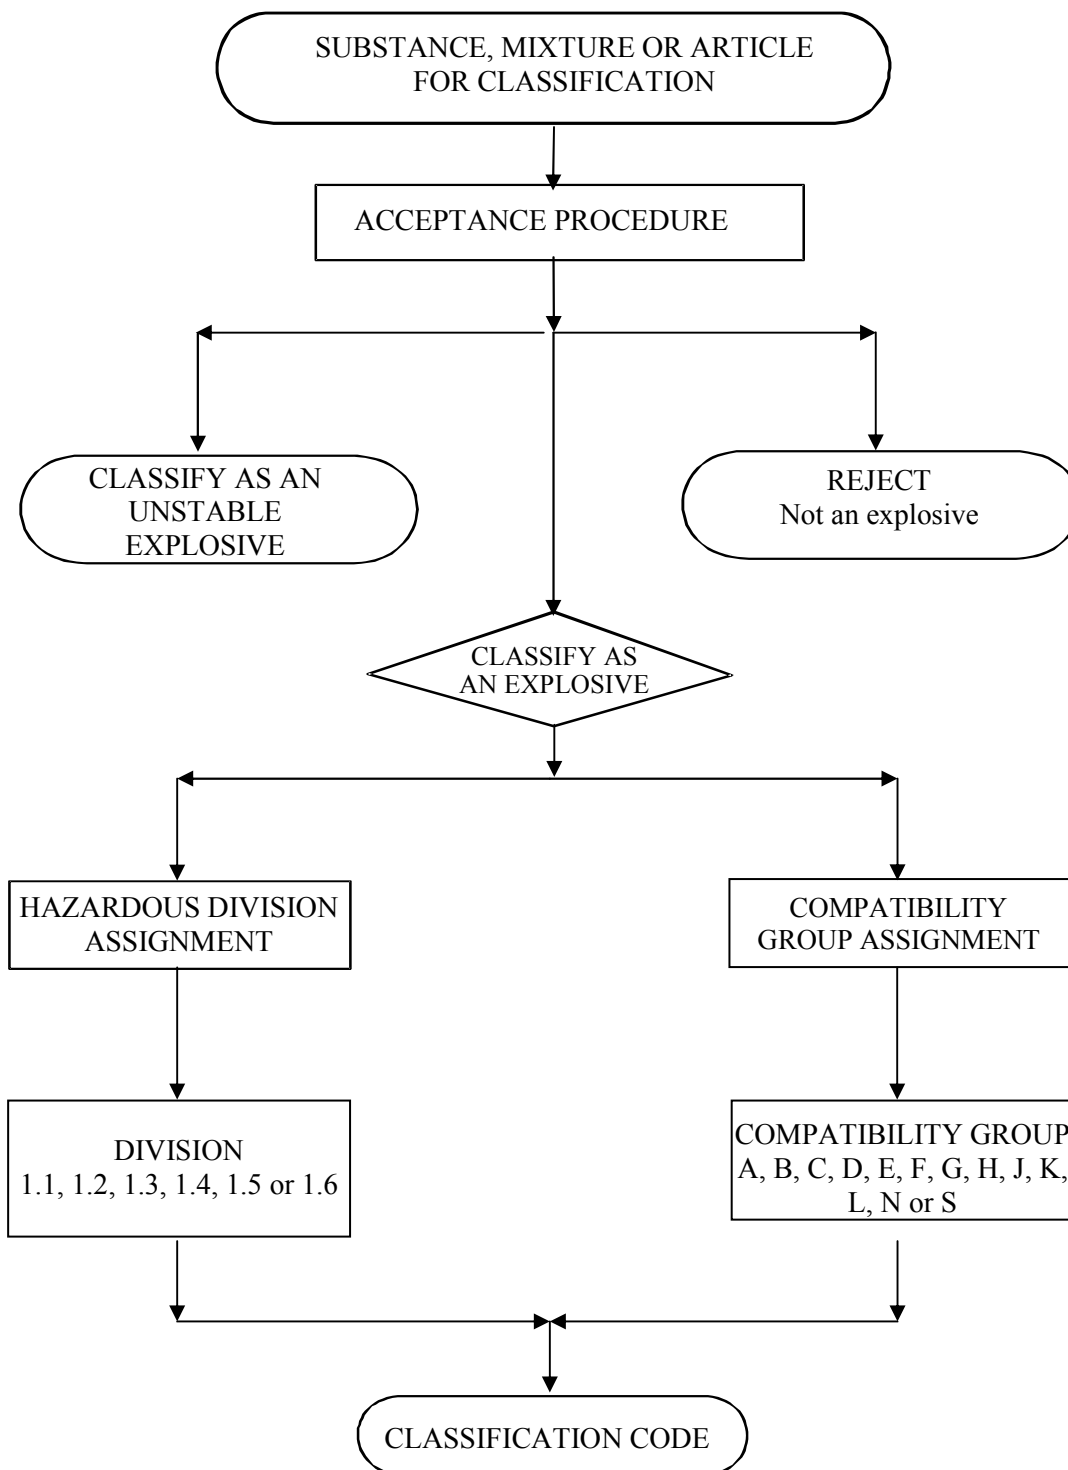 SUBSTANCE, MIXTURE OR ARTICLE
FOR CLASSIFICATION
ACCEPTANCE PROCEDURE
CLASSIFY AS AN
UNSTABLE
EXPLOSIVE
REJECT
Not an explosive
CLASSIFY AS
AN EXPLOSIVE
HAZARDOUS DIVISION
ASSIGNMENT
COMPATIBILITY
GROUP ASSIGNMENT
DIVISION
1.1, 1.2, 1.3, 1.4, 1.5 or 1.6
COMPATIBILITY GROUP
A, B, C, D, E, F, G, H, J, K,
L, N or S
CLASSIFICATION CODE